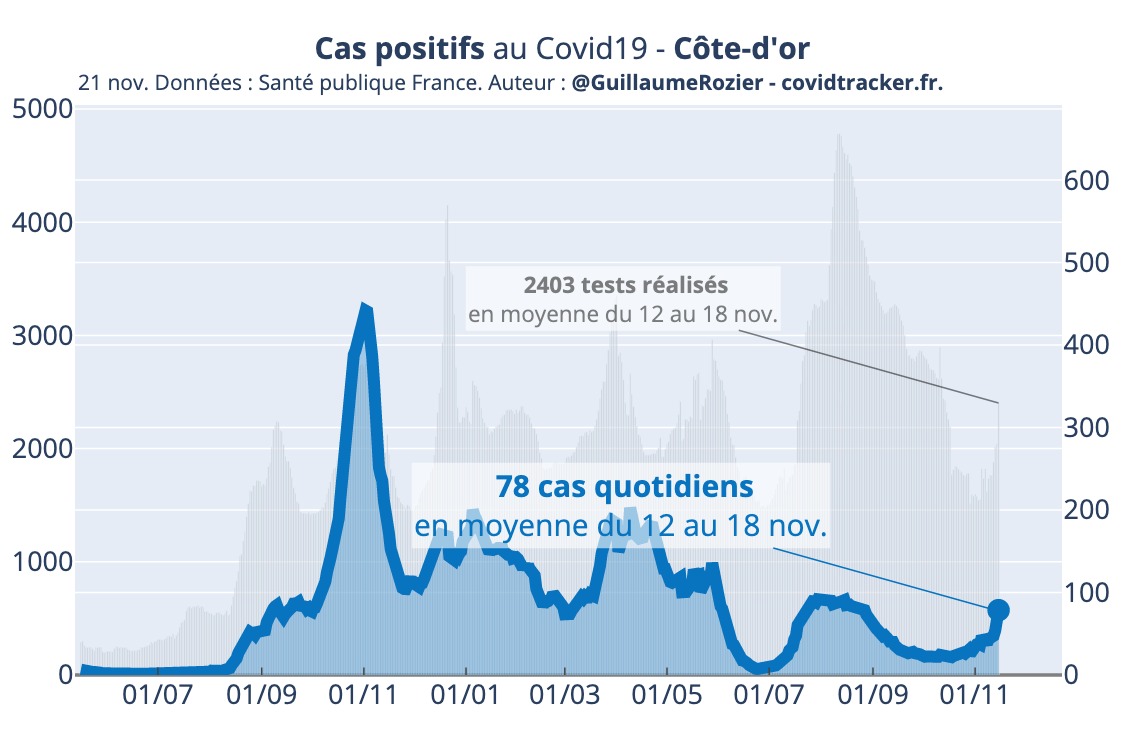 Cas positifs au Covid19 - Côte-d'or
21 nov. Données : Santé publique France. Auteur : @GuillaumeRozier - covidtracker.fr.
5000
4000
3000
2000
1000
0
600
500
400
300
200
100
0
2403 tests réalisés
en moyenne du 12 au 18 nov.
78 cas quotidiens
en moyenne du 12 au 18 nov.
01/07 01/09 01/11 01/01 01/03 01/05 01/07 01/09 01/11